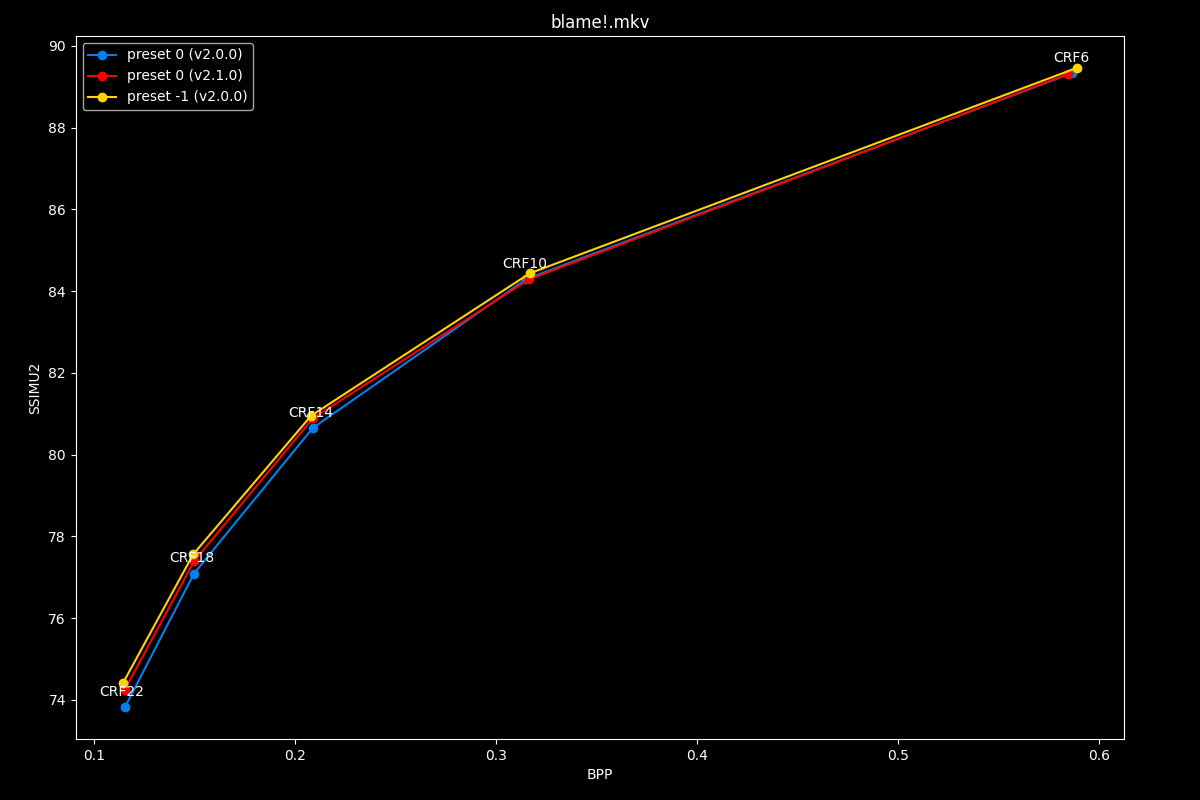 blame!.mkv
preset 0 (v2.0.0)
preset 0 (v2.1.0)
preset -1 (v2.0.0)
CRF6
CRF10
CRF14
CRF18
CRF22
90
88
86
84
82
80
78
76
74
SSIMU2
0.1 0.2 0.3 0.4 0.5 0.6
BPP